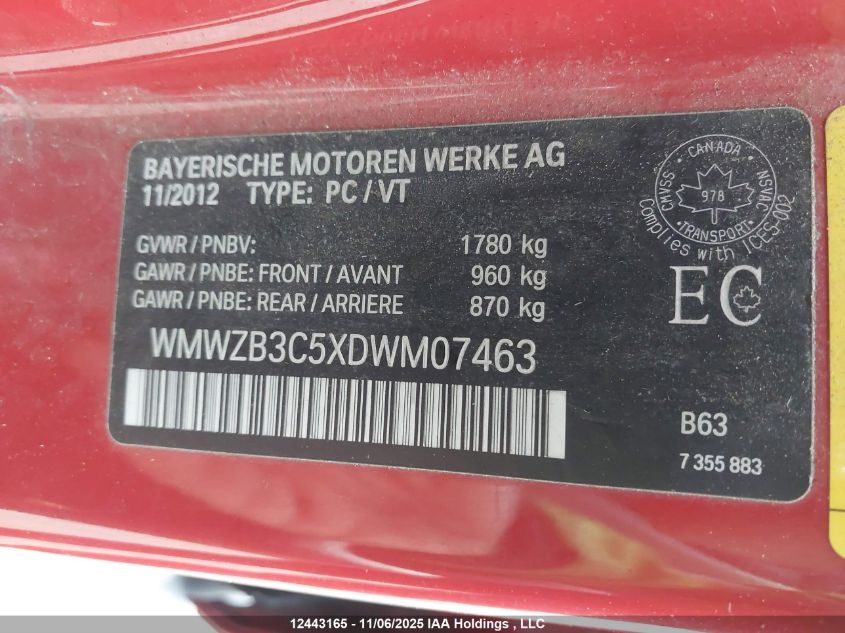 BAYERISCHE MOTOREN WERKE AG
11/2012 TYPE: PC / VT
GVWR / PNBV: 1780 kg
GAWR / PNBE: FRONT / AVANT 960 kg
GAWR / PNBE: REAR / ARRIERE 870 kg
WMWZB3C5XDWM07463
CANADA
CMVSS
NSVAC
978
TRANSPORT
Complies with ICES-002
EC
B63
7 355 883
12443165 - 11/06/2025 IAA Holdings , LLC